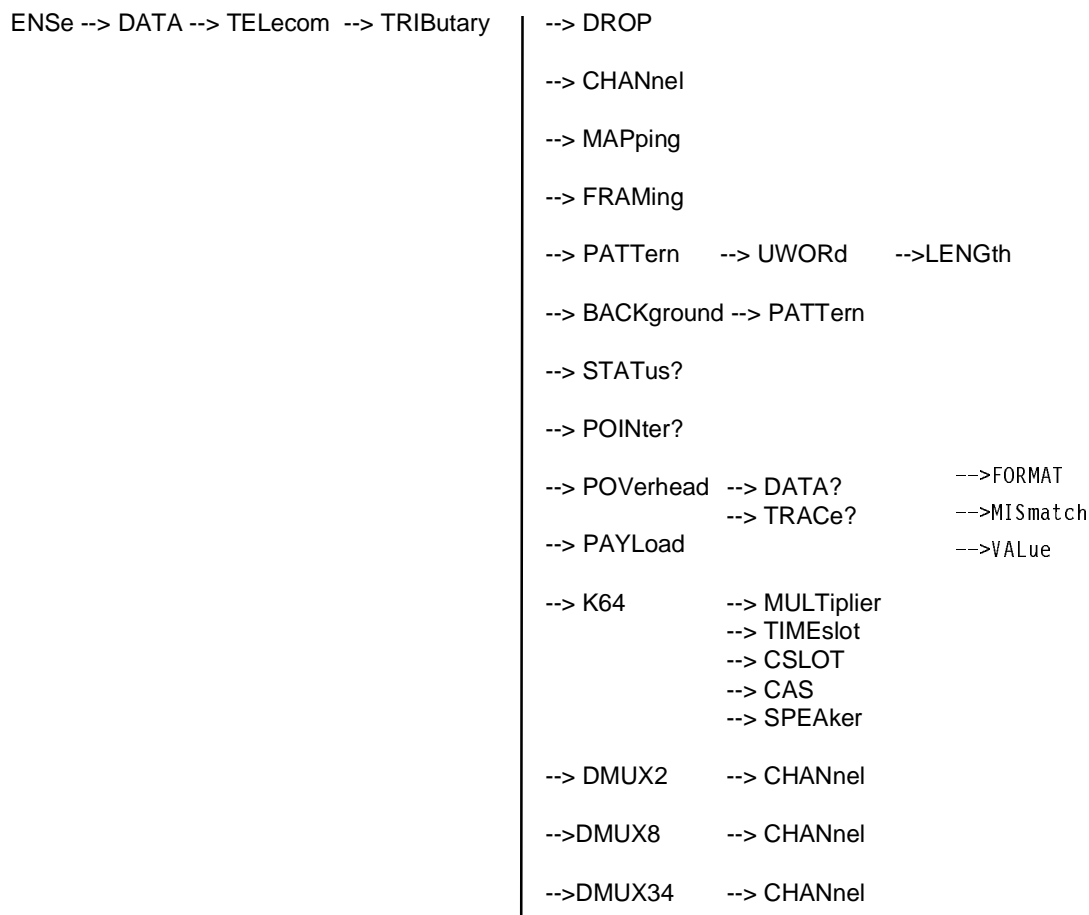 ENSe --> DATA --> TELecom --> TRIButary --> DROP
--> CHANnel
--> MAPping
--> FRAMing
--> PATTern --> UWORd -->LENGth
--> BACKground --> PATTern
--> STATus?
--> POINter?
-->FORMAT
--> POVerhead --> DATA?
--> TRACe? -->MISmatch
--> PAYLoad -->VALue
--> K64 --> MULTiplier
--> TIMEslot
--> CSLOT
--> CAS
--> SPEAker
--> DMUX2 --> CHANnel
-->DMUX8 --> CHANnel
-->DMUX34 --> CHANnel